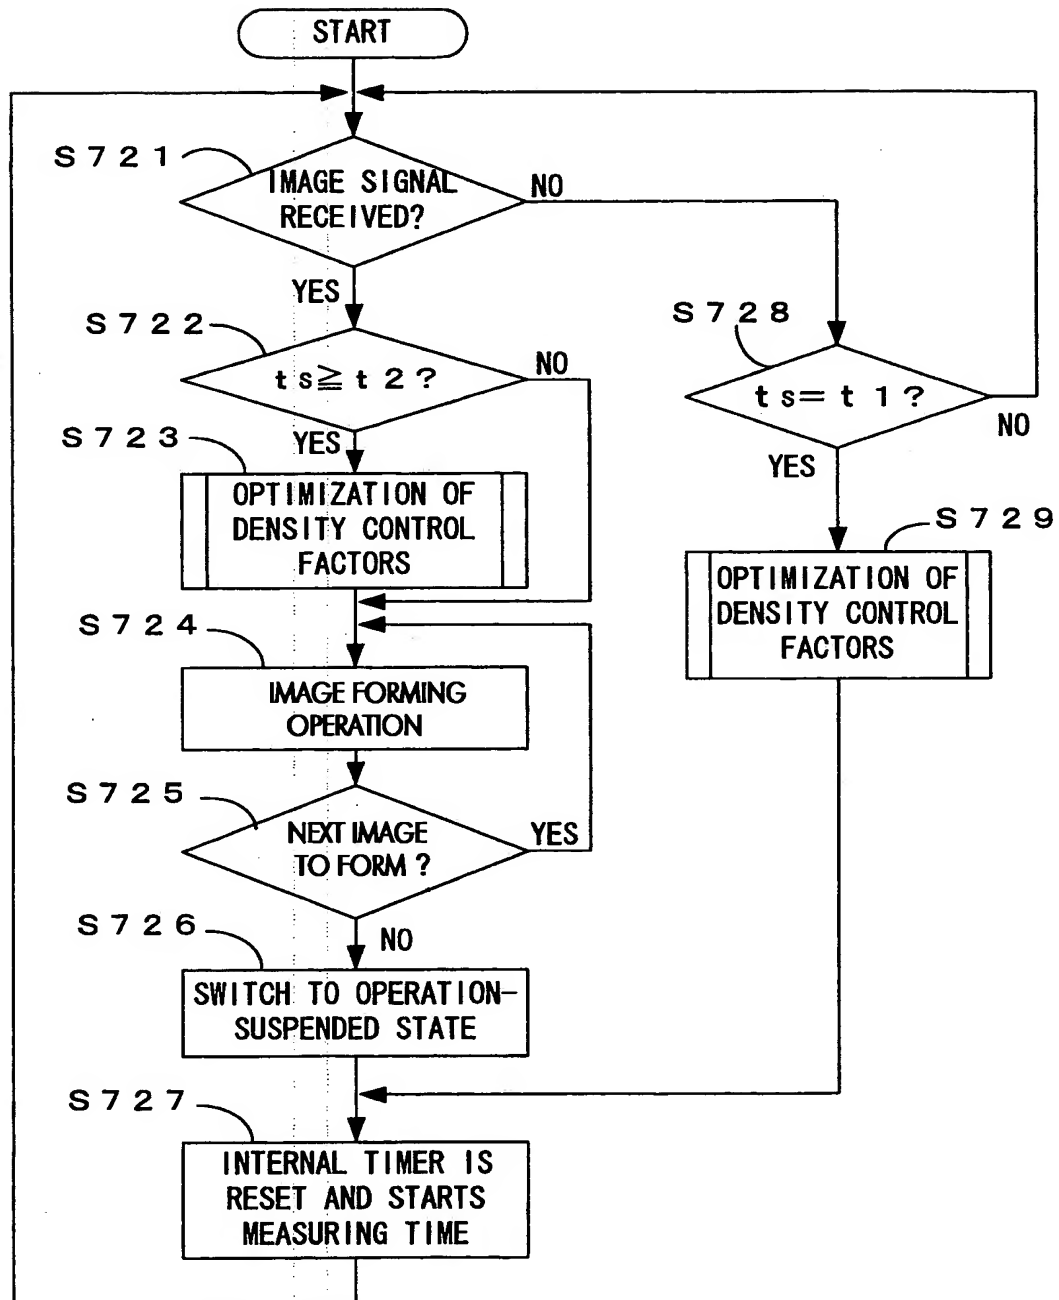 START
S721
IMAGE SIGNAL
RECEIVED?
NO
YES
S722
ts≧t2?
NO
S728
ts=t1?
NO
YES
YES
S723
OPTIMIZATION OF
DENSITY CONTROL
FACTORS
S729
OPTIMIZATION OF
DENSITY CONTROL
FACTORS
S724
IMAGE FORMING
OPERATION
S725
NEXT IMAGE
TO FORM ?
YES
S726
NO
SWITCH TO OPERATION-
SUSPENDED STATE
S727
INTERNAL TIMER IS
RESET AND STARTS
MEASURING TIME